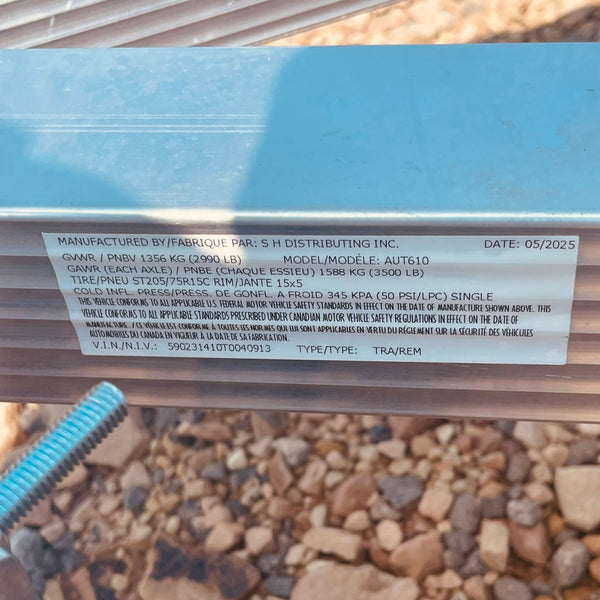 MANUFACTURED BY/FABRIQUE PAR: S H DISTRIBUTING INC. DATE: 05/2025
GVWR / PNBV 1356 KG (2990 LB) MODEL/MODÈLE: AUT610
GAWR (EACH AXLE) / PNBE (CHAQUE ESSIEU) 1588 KG (3500 LB)
TIRE/PNEU ST205/75R15C RIM/JANTE 15x5
COLD INFL. PRESS/PRESS. DE GONFL. A FROID 345 KPA (50 PSI/LPC) SINGLE
THIS VEHICLE CONFORMS TO ALL APPLICABLE U.S. FEDERAL MOTOR VEHICLE SAFETY STANDARDS IN EFFECT ON THE DATE OF MANUFACTURE SHOWN ABOVE. THIS
VEHICLE CONFORMS TO ALL APPLICABLE STANDARDS PRESCRIBED UNDER CANADIAN MOTOR VEHICLE SAFETY REGULATIONS IN EFFECT ON THE DATE OF
MANUFACTURE. / CE VÉHICULE EST CONFORME À TOUTES LES NORMES QUI LUI SONT APPLICABLES EN VERTU DU RÈGLEMENT SUR LA SÉCURITÉ DES VÉHICULES
AUTOMOBILES DU CANADA EN VIGUEUR À LA DATE DE SA FABRICATION.
V.I.N./N.I.V.: 590231410T0040913 TYPE/TYPE: TRA/REM